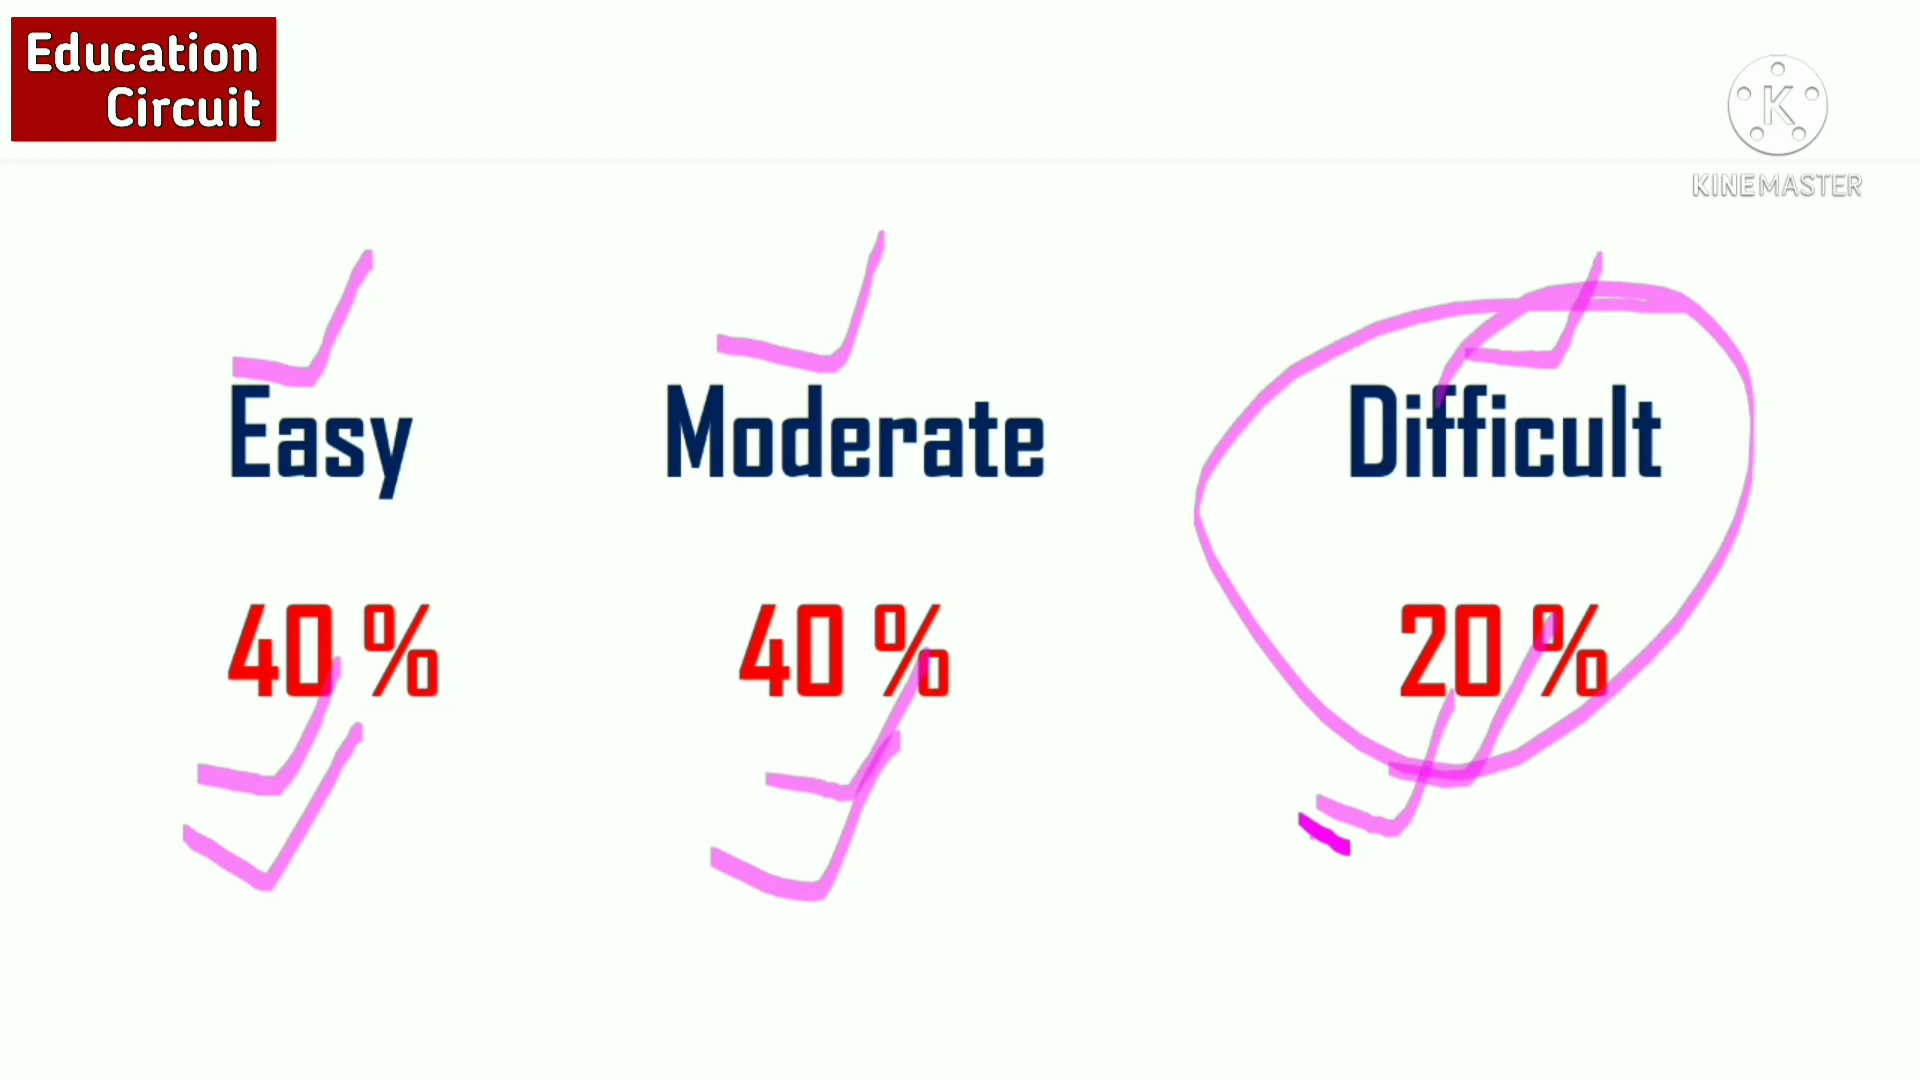 Education
Circuit
K
KINEMASTER
Easy
Moderate
Difficult
40 %
40 %
20 %